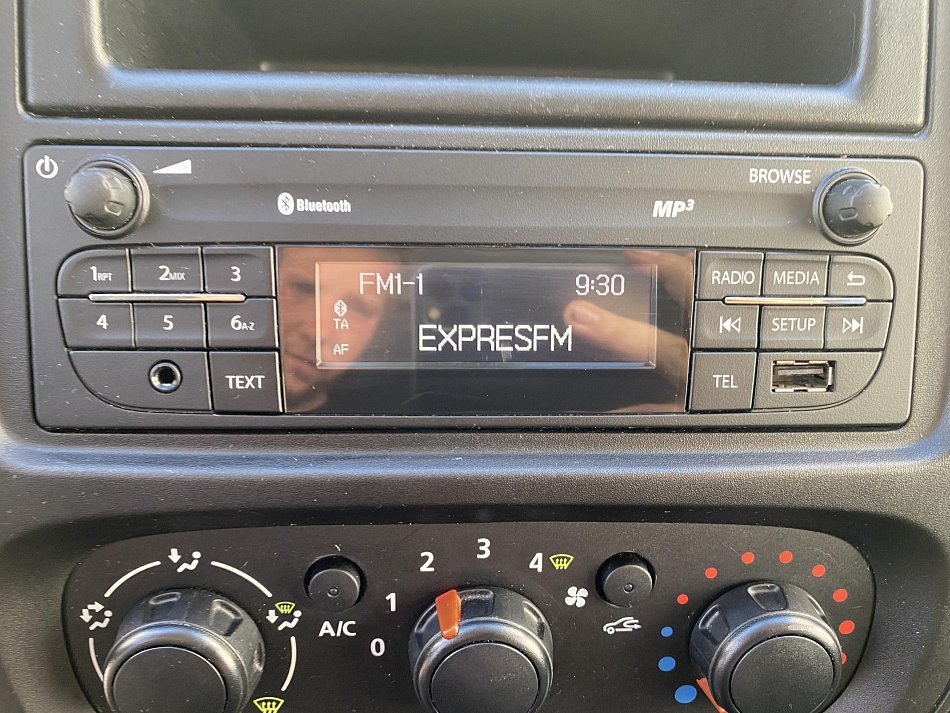 BROWSE
Bluetooth
MP3
1RPT 2MIX 3
4 5 6A-Z
TEXT
FM1-1 9:30
TA
AF
EXPRESFM
RADIO MEDIA
SETUP
TEL
0 1 2 3 4
A/C